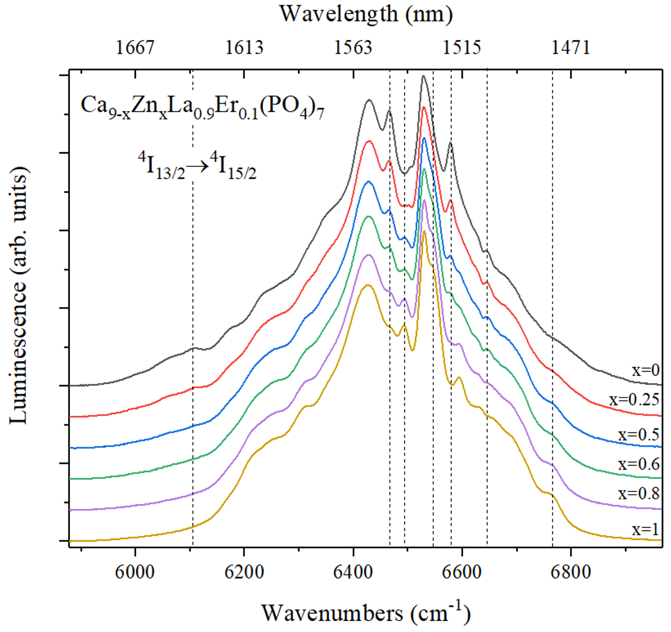 Wavelength (nm)
1667 1613 1563 1515 1471
Ca₉₋ₓZnₓLa₀.₉Er₀.₁(PO₄)₇
⁴I₁₃/₂→⁴I₁₅/₂
Luminescence (arb. units)
x=0
x=0.25
x=0.5
x=0.6
x=0.8
x=1
6000 6200 6400 6600 6800
Wavenumbers (cm⁻¹)